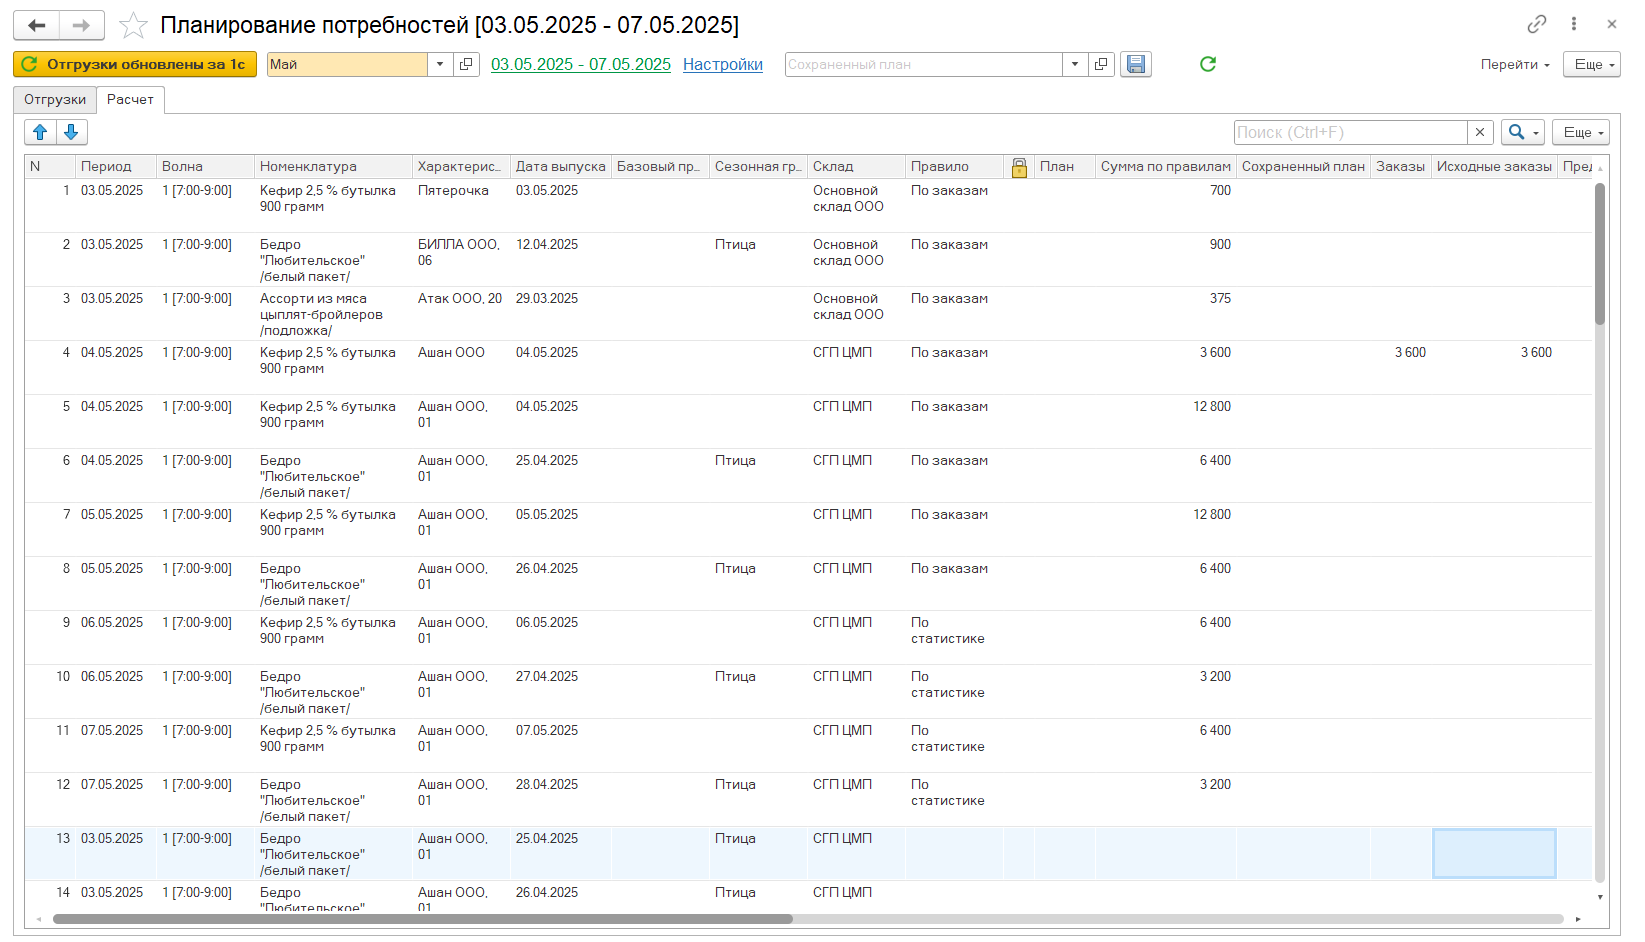 Планирование потребностей [03.05.2025 - 07.05.2025]
Отгрузки обновлены за 1с Май 03.05.2025 - 07.05.2025 Настройки Сохраненный план Перейти Еще
Отгрузки Расчет
Поиск (Ctrl+F) Еще
N Период Волна Номенклатура Характерис... Дата выпуска Базовый пр... Сезонная гр... Склад Правило План Сумма по правилам Сохраненный план Заказы Исходные заказы Пред
1 03.05.2025 1 [7:00-9:00] Кефир 2,5 % бутылка Пятерочка 03.05.2025 Основной По заказам 700
900 грамм склад ООО
2 03.05.2025 1 [7:00-9:00] Бедро БИЛЛА ООО, 12.04.2025 Птица Основной По заказам 900
"Любительское" 06 склад ООО
/белый пакет/
3 03.05.2025 1 [7:00-9:00] Ассорти из мяса Атак ООО, 20 29.03.2025 Основной По заказам 375
цыплят-бройлеров склад ООО
/подложка/
4 04.05.2025 1 [7:00-9:00] Кефир 2,5 % бутылка Ашан ООО 04.05.2025 СГП ЦМП По заказам 3 600 3 600 3 600
900 грамм
5 04.05.2025 1 [7:00-9:00] Кефир 2,5 % бутылка Ашан ООО, 04.05.2025 СГП ЦМП По заказам 12 800
900 грамм 01
6 04.05.2025 1 [7:00-9:00] Бедро Ашан ООО, 25.04.2025 Птица СГП ЦМП По заказам 6 400
"Любительское" 01
/белый пакет/
7 05.05.2025 1 [7:00-9:00] Кефир 2,5 % бутылка Ашан ООО, 05.05.2025 СГП ЦМП По заказам 12 800
900 грамм 01
8 05.05.2025 1 [7:00-9:00] Бедро Ашан ООО, 26.04.2025 Птица СГП ЦМП По заказам 6 400
"Любительское" 01
/белый пакет/
9 06.05.2025 1 [7:00-9:00] Кефир 2,5 % бутылка Ашан ООО, 06.05.2025 СГП ЦМП По 6 400
900 грамм 01 статистике
10 06.05.2025 1 [7:00-9:00] Бедро Ашан ООО, 27.04.2025 Птица СГП ЦМП По 3 200
"Любительское" 01 статистике
/белый пакет/
11 07.05.2025 1 [7:00-9:00] Кефир 2,5 % бутылка Ашан ООО, 07.05.2025 СГП ЦМП По 6 400
900 грамм 01 статистике
12 07.05.2025 1 [7:00-9:00] Бедро Ашан ООО, 28.04.2025 Птица СГП ЦМП По 3 200
"Любительское" 01 статистике
/белый пакет/
13 03.05.2025 1 [7:00-9:00] Бедро Ашан ООО, 25.04.2025 Птица СГП ЦМП
"Любительское" 01
/белый пакет/
14 03.05.2025 1 [7:00-9:00] Бедро Ашан ООО, 26.04.2025 Птица СГП ЦМП
"Любительское" 01